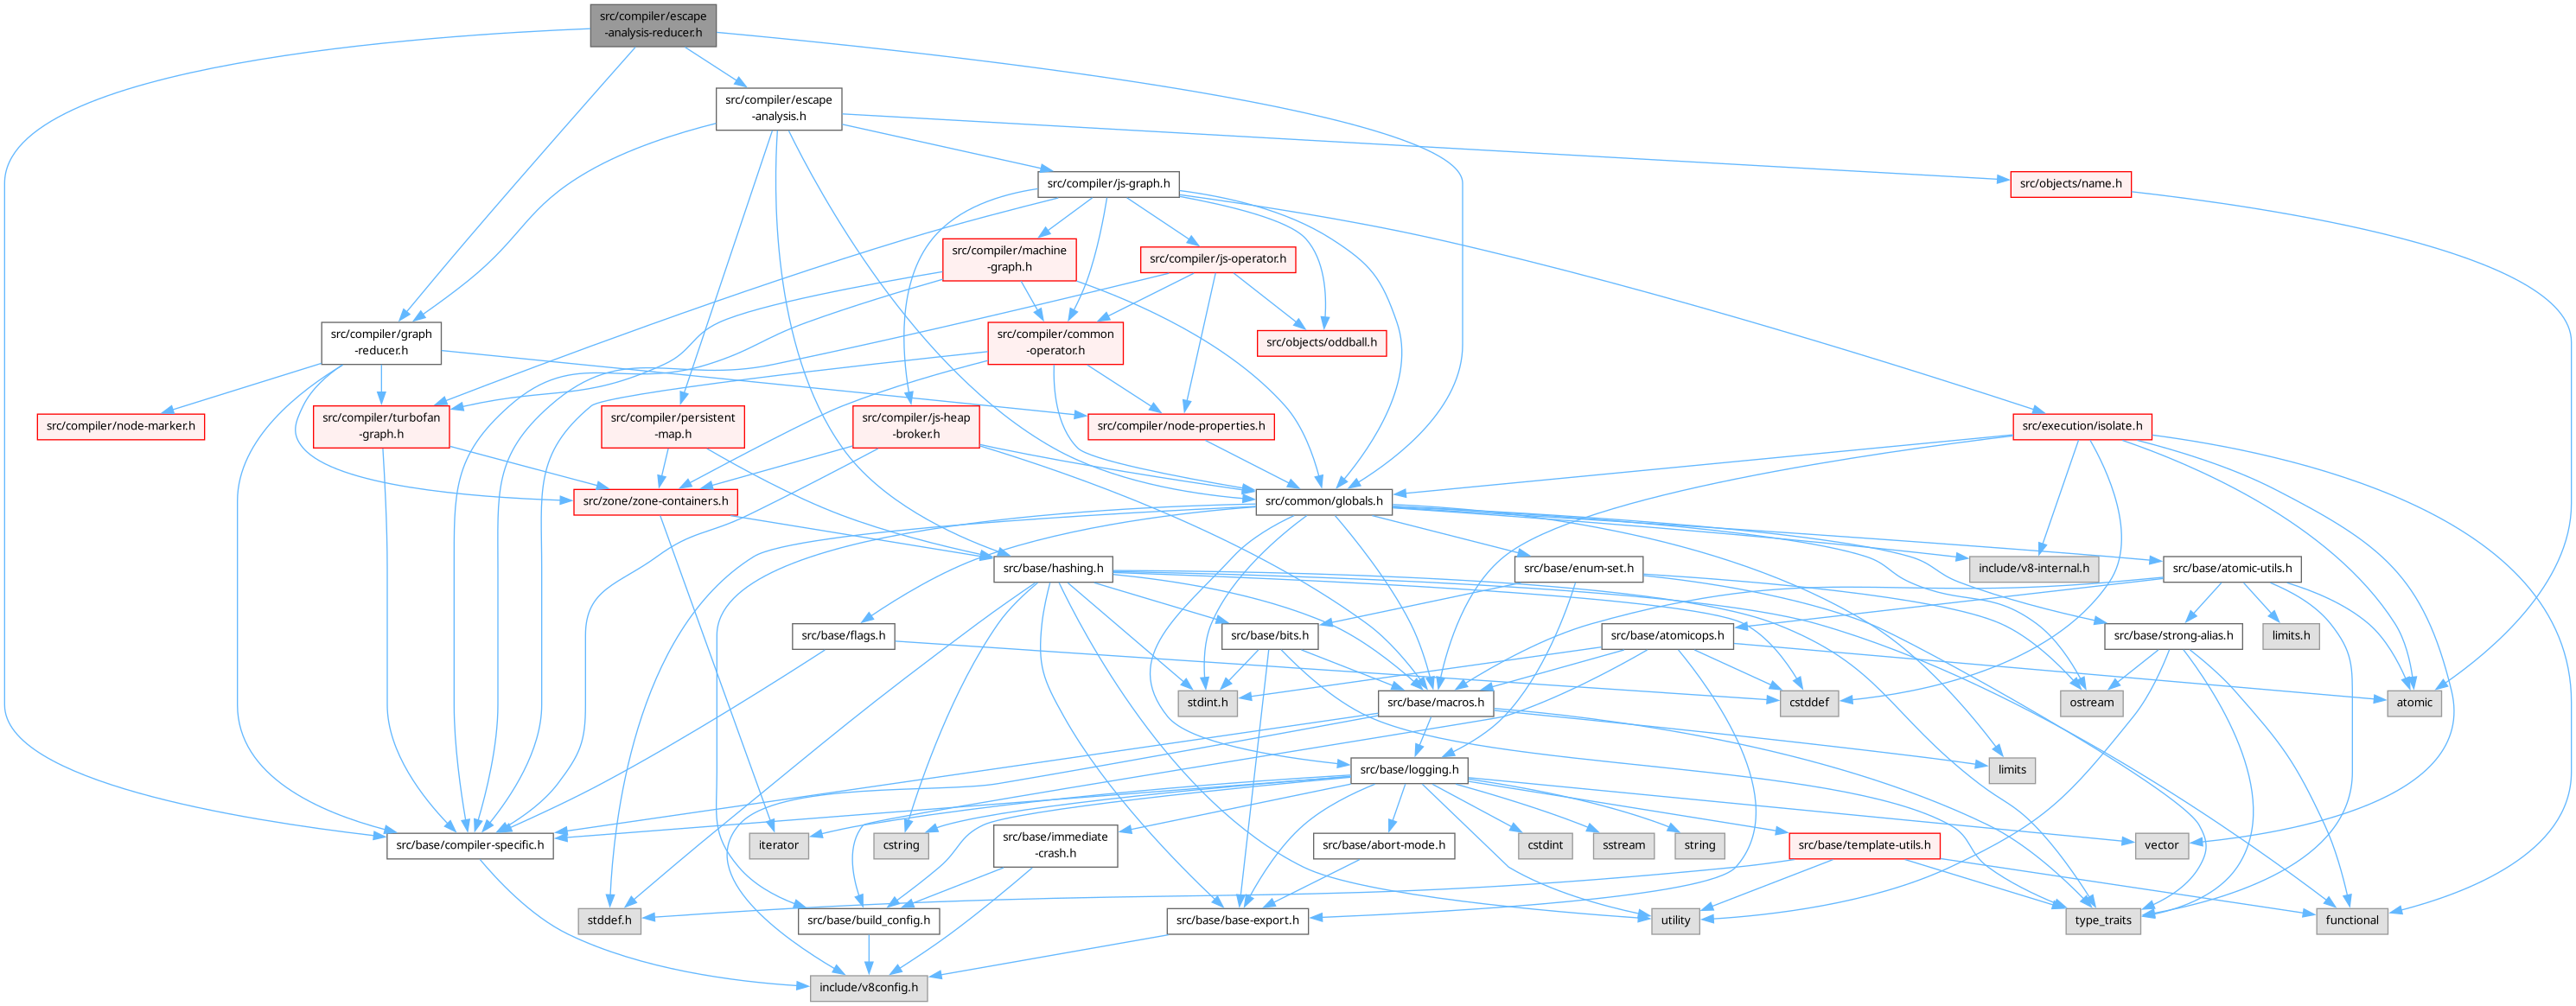 src/compiler/escape
-analysis-reducer.h
src/compiler/escape
-analysis.h
src/compiler/js-graph.h
src/objects/name.h
src/compiler/machine
-graph.h
src/compiler/js-operator.h
src/compiler/graph
-reducer.h
src/compiler/common
-operator.h
src/objects/oddball.h
src/compiler/node-marker.h
src/compiler/turbofan
-graph.h
src/compiler/persistent
-map.h
src/compiler/js-heap
-broker.h
src/compiler/node-properties.h
src/execution/isolate.h
src/zone/zone-containers.h
src/common/globals.h
src/base/hashing.h
src/base/enum-set.h
include/v8-internal.h
src/base/atomic-utils.h
src/base/flags.h
src/base/bits.h
src/base/atomicops.h
src/base/strong-alias.h
limits.h
stdint.h
src/base/macros.h
cstddef
ostream
atomic
src/base/logging.h
limits
src/base/compiler-specific.h
iterator
cstring
src/base/immediate
-crash.h
src/base/abort-mode.h
cstdint
sstream
string
src/base/template-utils.h
vector
stddef.h
src/base/build_config.h
src/base/base-export.h
utility
type_traits
functional
include/v8config.h